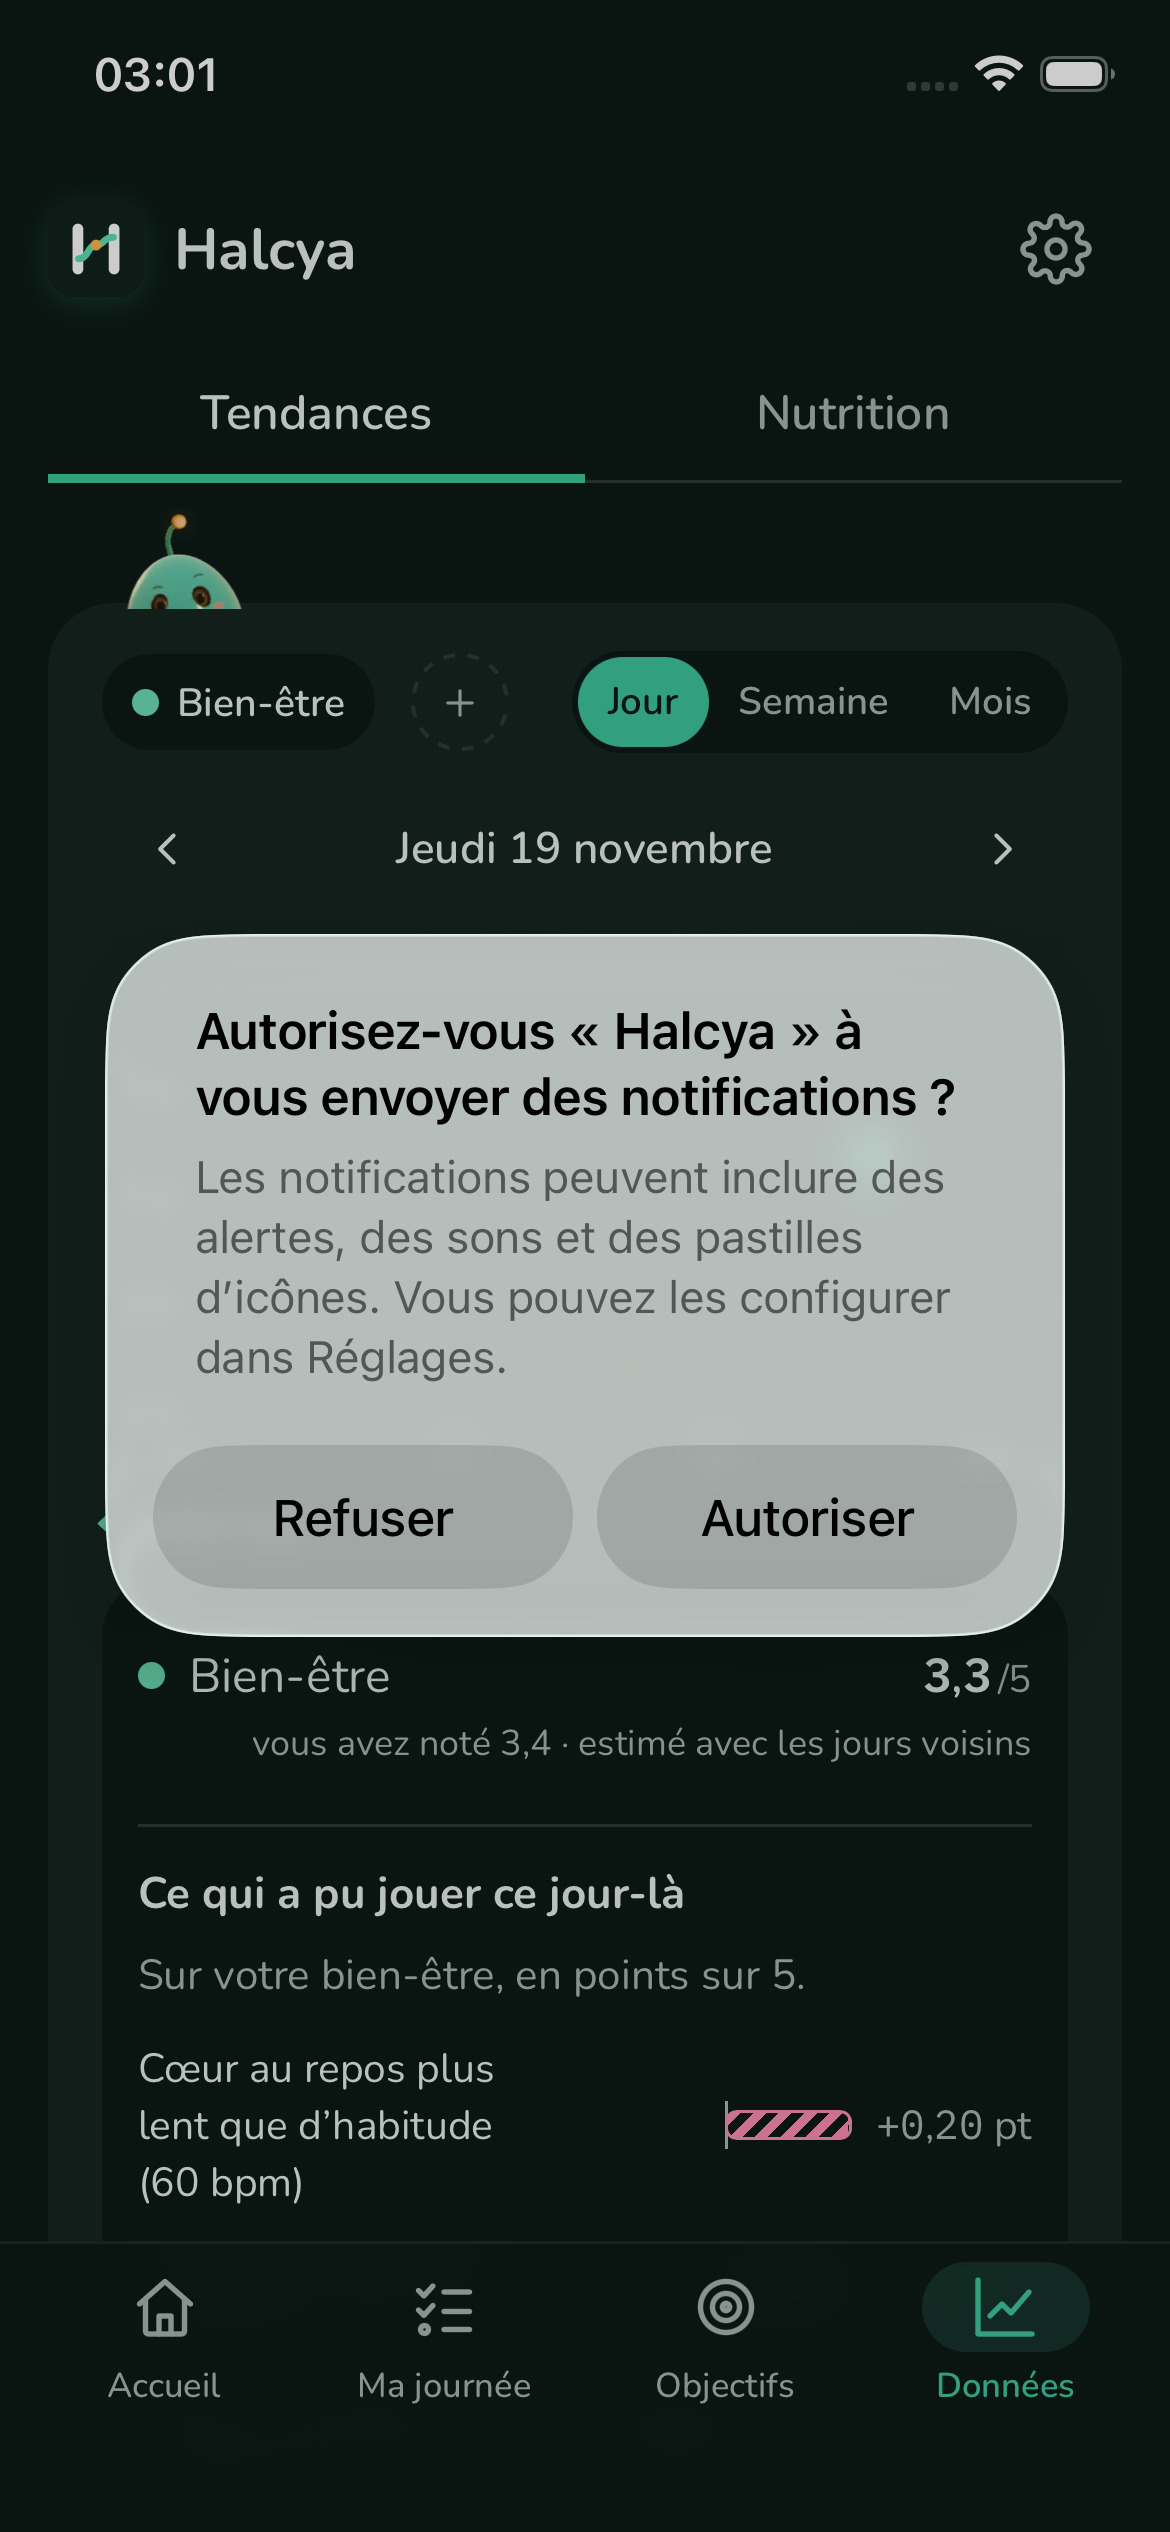 03:01
Halcya
Tendances
Nutrition
Bien-être
+
Jour
Semaine
Mois
Jeudi 19 novembre
Autorisez-vous « Halcya » à
vous envoyer des notifications ?
Les notifications peuvent inclure des
alertes, des sons et des pastilles
d’icônes. Vous pouvez les configurer
dans Réglages.
Refuser
Autoriser
Bien-être
3,3 /5
vous avez noté 3,4 · estimé avec les jours voisins
Ce qui a pu jouer ce jour-là
Sur votre bien-être, en points sur 5.
Cœur au repos plus
lent que d’habitude
(60 bpm)
+0,20 pt
Accueil
Ma journée
Objectifs
Données